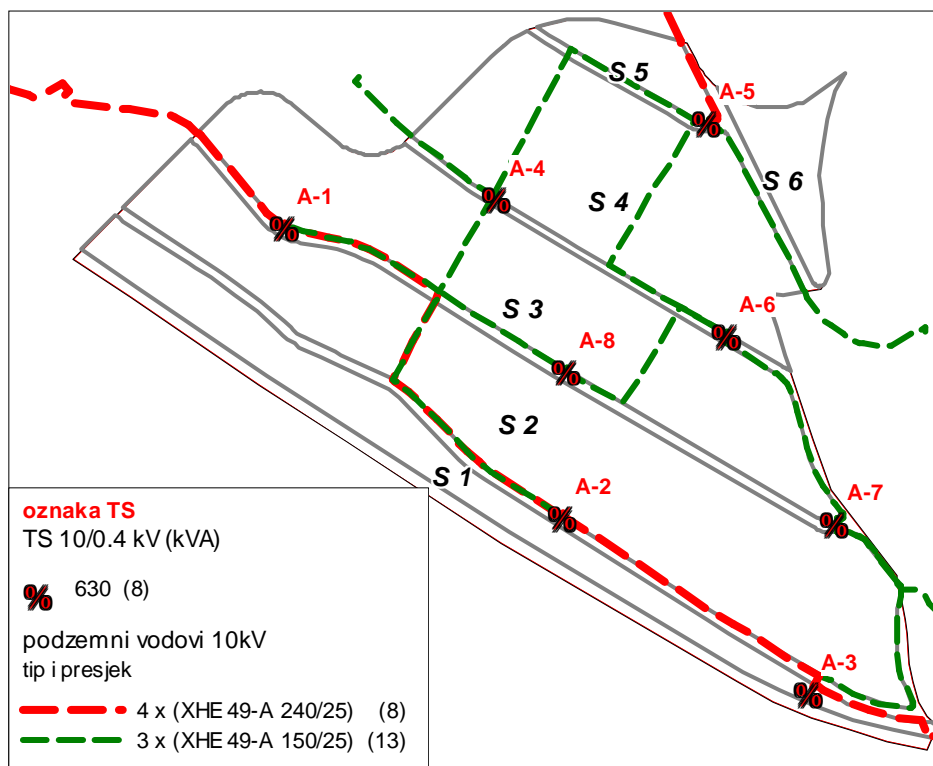 S 5
A-5
A-4
S 6
A-1
S 4
A-6
S 3
A-8
S 2
S 1
A-2
A-7
oznaka TS
TS 10/0.4 kV (kVA)
630 (8)
podzemni vodovi 10kV
tip i presjek
A-3
4 x (XHE 49-A 240/25) (8)
3 x (XHE 49-A 150/25) (13)